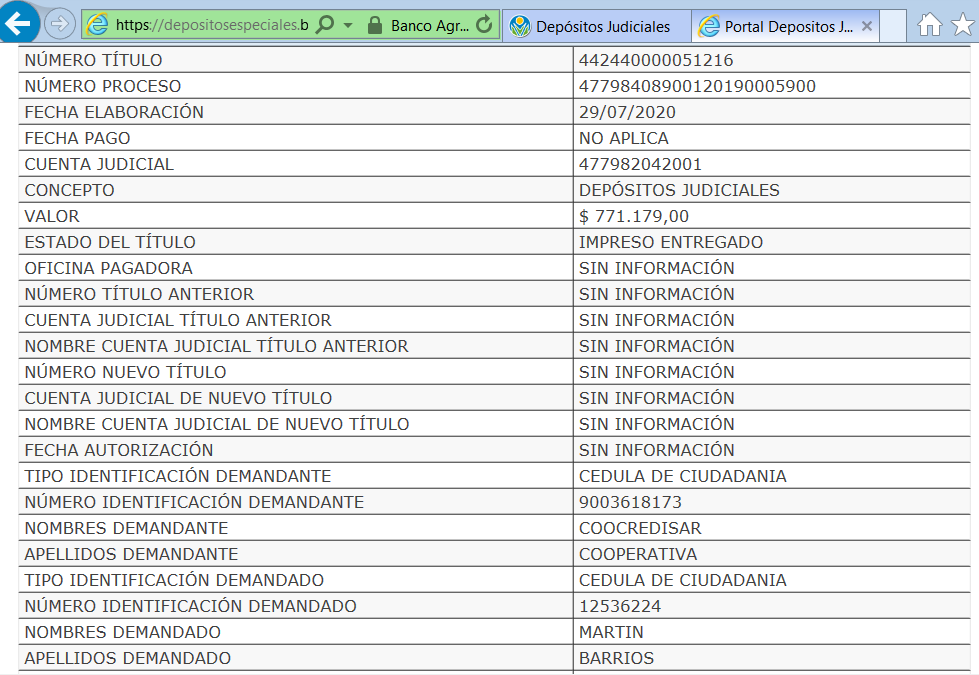 https://depositosespeciales.b
Banco Agr...
Depósitos Judiciales
Portal Depositos J...
NÚMERO TÍTULO 442440000051216
NÚMERO PROCESO 47798408900120190005900
FECHA ELABORACIÓN 29/07/2020
FECHA PAGO NO APLICA
CUENTA JUDICIAL 477982042001
CONCEPTO DEPÓSITOS JUDICIALES
VALOR $ 771.179,00
ESTADO DEL TÍTULO IMPRESO ENTREGADO
OFICINA PAGADORA SIN INFORMACIÓN
NÚMERO TÍTULO ANTERIOR SIN INFORMACIÓN
CUENTA JUDICIAL TÍTULO ANTERIOR SIN INFORMACIÓN
NOMBRE CUENTA JUDICIAL TÍTULO ANTERIOR SIN INFORMACIÓN
NÚMERO NUEVO TÍTULO SIN INFORMACIÓN
CUENTA JUDICIAL DE NUEVO TÍTULO SIN INFORMACIÓN
NOMBRE CUENTA JUDICIAL DE NUEVO TÍTULO SIN INFORMACIÓN
FECHA AUTORIZACIÓN SIN INFORMACIÓN
TIPO IDENTIFICACIÓN DEMANDANTE CEDULA DE CIUDADANIA
NÚMERO IDENTIFICACIÓN DEMANDANTE 9003618173
NOMBRES DEMANDANTE COOCREDISAR
APELLIDOS DEMANDANTE COOPERATIVA
TIPO IDENTIFICACIÓN DEMANDADO CEDULA DE CIUDADANIA
NÚMERO IDENTIFICACIÓN DEMANDADO 12536224
NOMBRES DEMANDADO MARTIN
APELLIDOS DEMANDADO BARRIOS